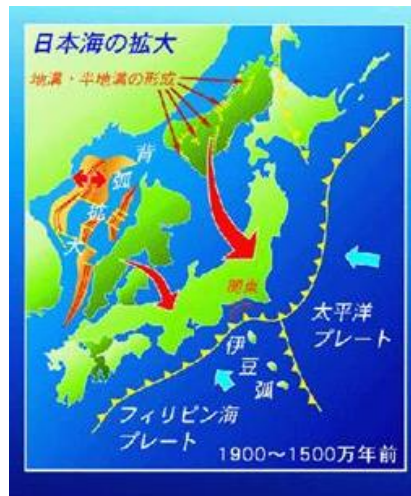 日本海の拡大
地溝・半地溝の形成
背弧拡大
関東
太平洋
プレート
伊豆弧
フィリピン海
プレート
1900〜1500万年前